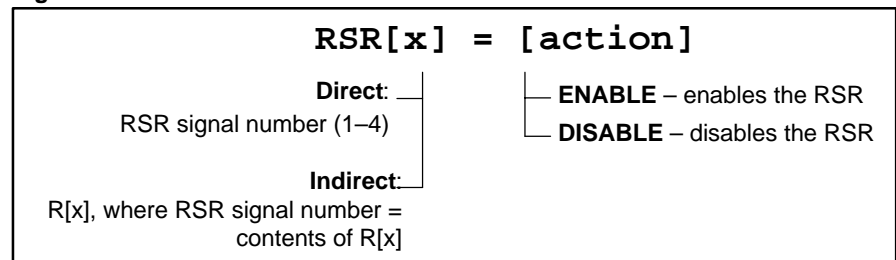 RSR[x] = [action]
Direct:
RSR signal number (1–4)
ENABLE – enables the RSR
DISABLE – disables the RSR
Indirect:
R[x], where RSR signal number =
contents of R[x]